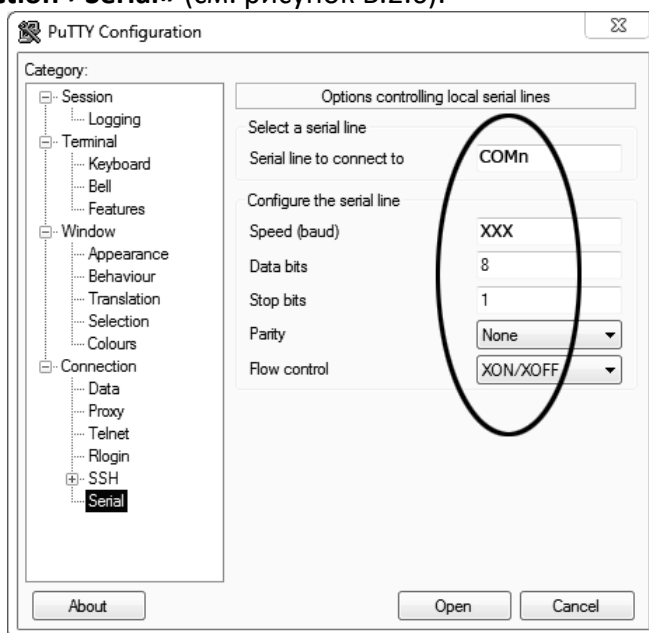 Serial» (см. рисунок
PuTTY Configuration
Category:
Session
Logging
Terminal
Keyboard
Bell
Features
Window
Appearance
Behaviour
Translation
Selection
Colours
Connection
Data
Proxy
Telnet
Rlogin
SSH
Serial
Options controlling local serial lines
Select a serial line
Serial line to connect to COMn
Configure the serial line
Speed (baud) XXX
Data bits 8
Stop bits 1
Parity None
Flow control XON/XOFF
About Open Cancel